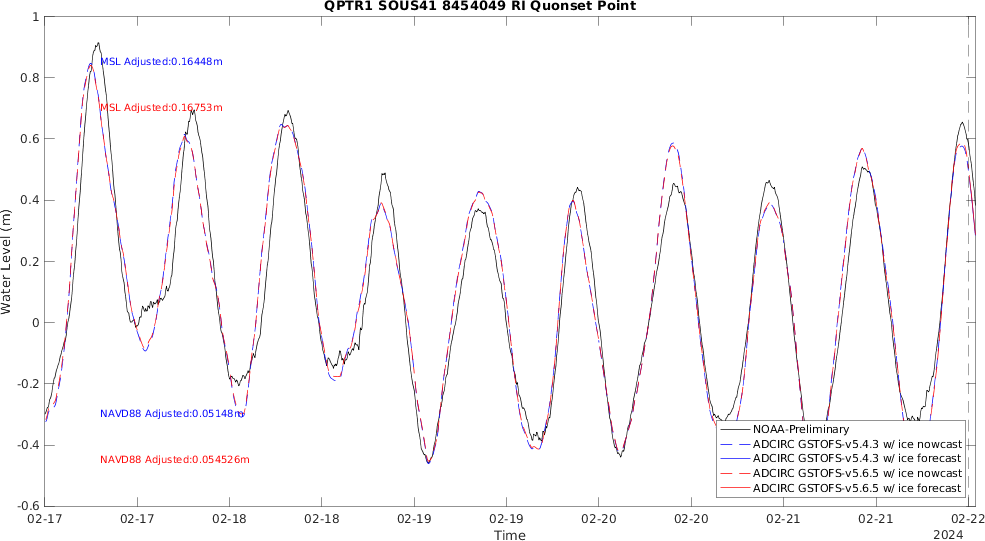 QPTR1 SOUS41 8454049 RI Quonset Point
1
0.8
0.6
0.4
0.2
0
-0.2
-0.4
-0.6
Water Level (m)
MSL Adjusted:0.16448m
MSL Adjusted:0.16753m
NAVD88 Adjusted:0.05148m
NAVD88 Adjusted:0.054526m
NOAA-Preliminary
ADCIRC GSTOFS-v5.4.3 w/ ice nowcast
ADCIRC GSTOFS-v5.4.3 w/ ice forecast
ADCIRC GSTOFS-v5.6.5 w/ ice nowcast
ADCIRC GSTOFS-v5.6.5 w/ ice forecast
02-17 02-17 02-18 02-18 02-19 02-19 02-20 02-20 02-21 02-21 02-22
Time
2024